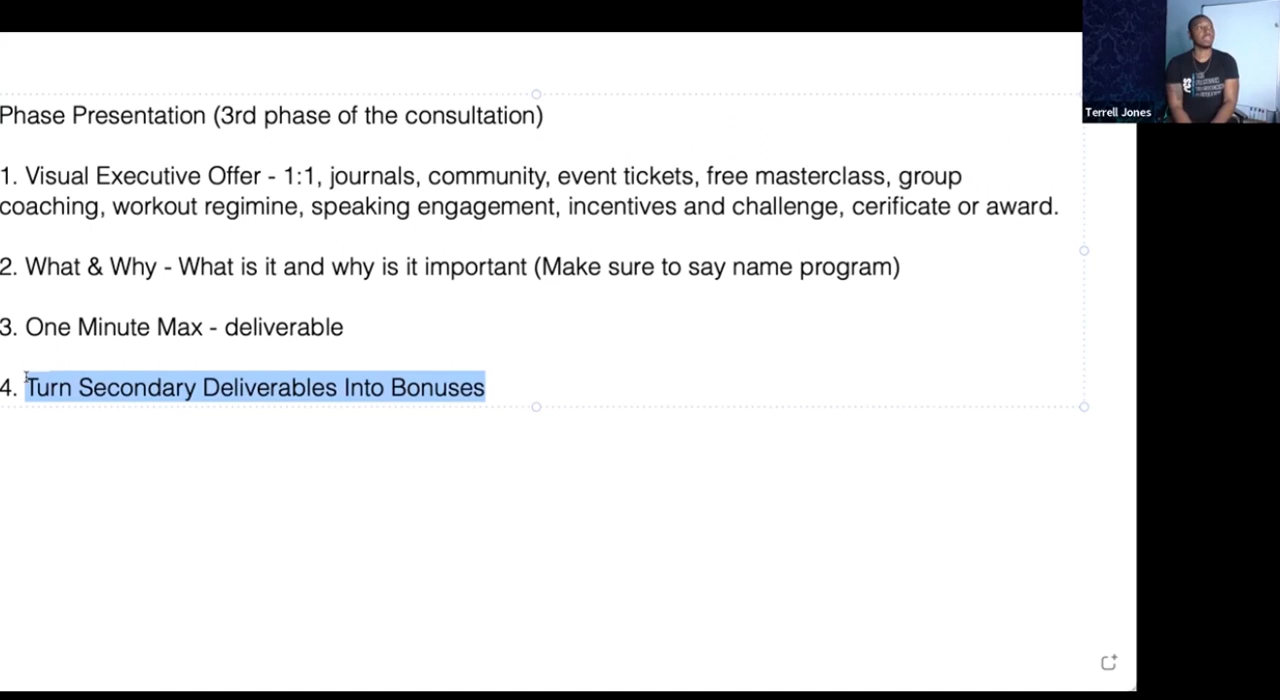 Phase Presentation (3rd phase of the consultation)
1. Visual Executive Offer - 1:1, journals, community, event tickets, free masterclass, group
coaching, workout regimine, speaking engagement, incentives and challenge, cerificate or award.
2. What & Why - What is it and why is it important (Make sure to say name program)
3. One Minute Max - deliverable
4. Turn Secondary Deliverables Into Bonuses
Terrell Jones